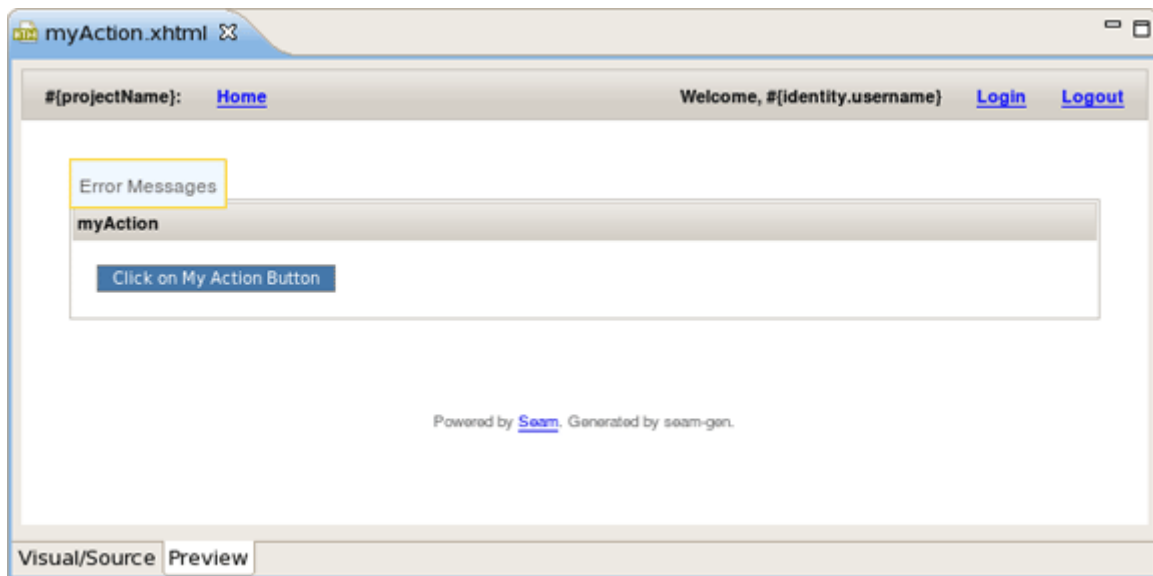 myAction.xhtml
#{projectName}: Home Welcome, #{identity.username} Login Logout
Error Messages
myAction
Click on My Action Button
Powered by Seam. Generated by seam-gen.
Visual/Source Preview